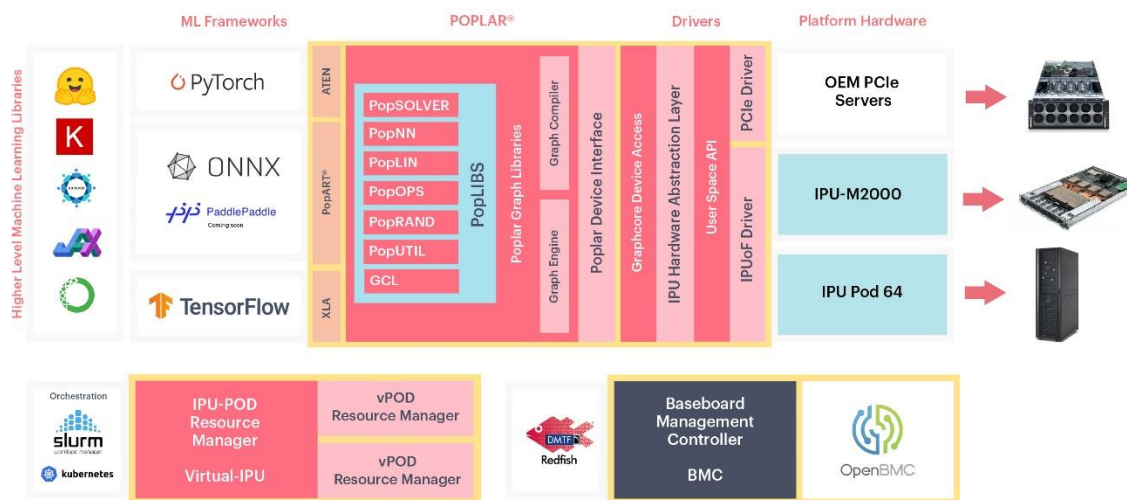 ML Frameworks
POPLAR®
Drivers
Platform Hardware
Higher Level Machine Learning Libraries
K
JAX
PyTorch
ONNX
PaddlePaddle
Coming soon
TensorFlow
ATEN
PopART®
XLA
PopSOLVER
PopNN
PopLIN
PopOPS
PopRAND
PopUTIL
GCL
PopLIBS
Poplar Graph Libraries
Graph Compiler
Graph Engine
Poplar Device Interface
Graphcore Device Access
IPU Hardware Abstraction Layer
User Space API
PCIe Driver
IPUoF Driver
OEM PCIe
Servers
IPU-M2000
IPU Pod 64
Orchestration
slurm
workload manager
kubernetes
IPU-POD
Resource
Manager
Virtual-IPU
vPOD
Resource Manager
vPOD
Resource Manager
DMTF
Redfish
Baseboard
Management
Controller
BMC
OpenBMC